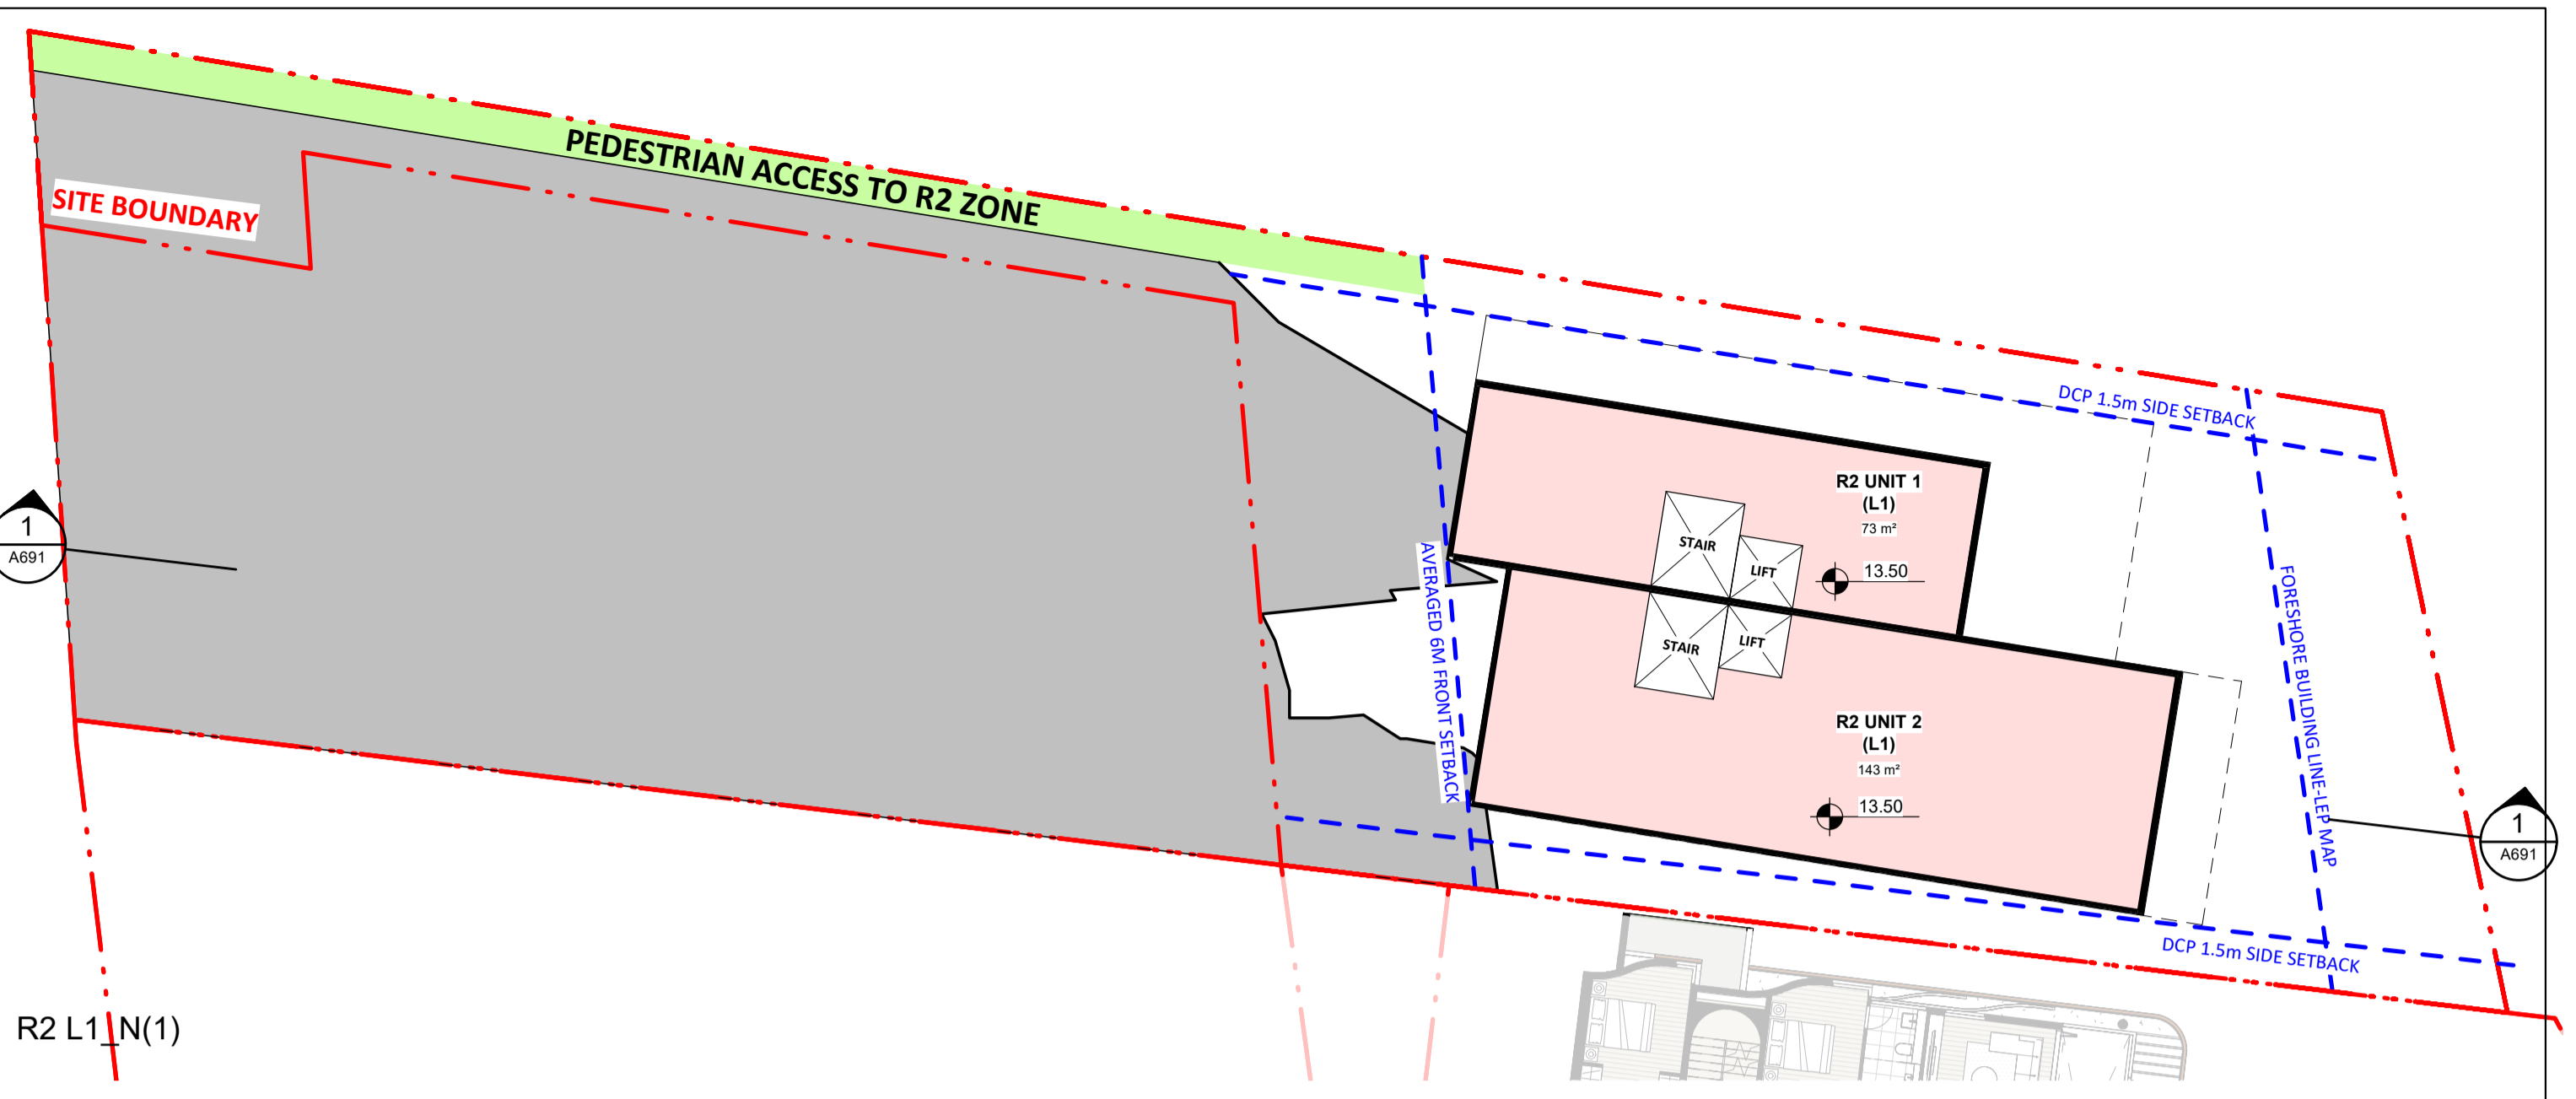 PEDESTRIAN ACCESS TO R2 ZONE
SITE BOUNDARY
DCP 1.5m SIDE SETBACK
R2 UNIT 1
(L1)
73 m²
STAIR
LIFT
13.50
1
A691
AVERAGED 6M FRONT SETBACK
FORESHORE BUILDING LINE-LEP MAP
STAIR
LIFT
R2 UNIT 2
(L1)
143 m²
13.50
1
A691
DCP 1.5m SIDE SETBACK
R2 L1_N(1)